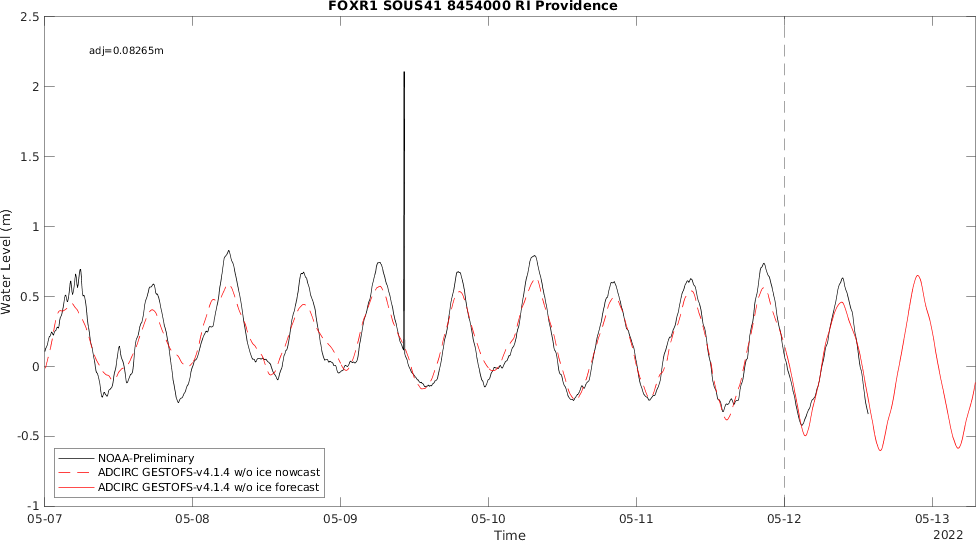 FOXR1 SOUS41 8454000 RI Providence
2.5
adj=0.08265m
2
1.5
1
Water Level (m)
0.5
0
-0.5
NOAA-Preliminary
ADCIRC GESTOFS-v4.1.4 w/o ice nowcast
ADCIRC GESTOFS-v4.1.4 w/o ice forecast
-1
05-07 05-08 05-09 05-10 05-11 05-12 05-13
Time
2022